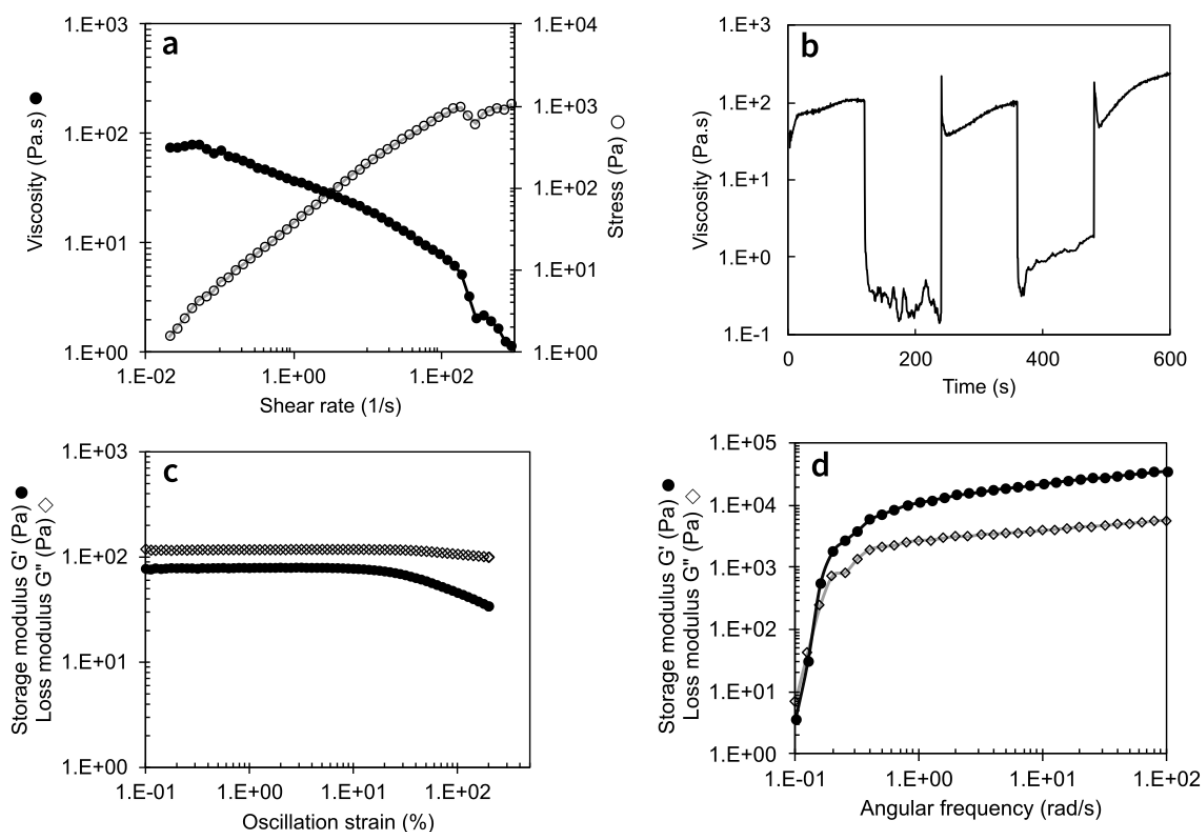 a
1.E+03
1.E+02
1.E+01
1.E+00
Viscosity (Pa.s) ●
1.E+04
1.E+03
1.E+02
1.E+01
1.E+00
Stress (Pa) ○
1.E-02
1.E+00
1.E+02
Shear rate (1/s)
b
1.E+3
1.E+2
1.E+1
1.E+0
1.E-1
Viscosity (Pa.s)
0
200
400
600
Time (s)
c
1.E+03
1.E+02
1.E+01
1.E+00
Storage modulus G' (Pa) ●
Loss modulus G" (Pa) ◇
1.E-01
1.E+00
1.E+01
1.E+02
Oscillation strain (%)
d
1.E+05
1.E+04
1.E+03
1.E+02
1.E+01
1.E+00
Storage modulus G' (Pa) ●
Loss modulus G" (Pa) ◇
1.E-01
1.E+00
1.E+01
1.E+02
Angular frequency (rad/s)